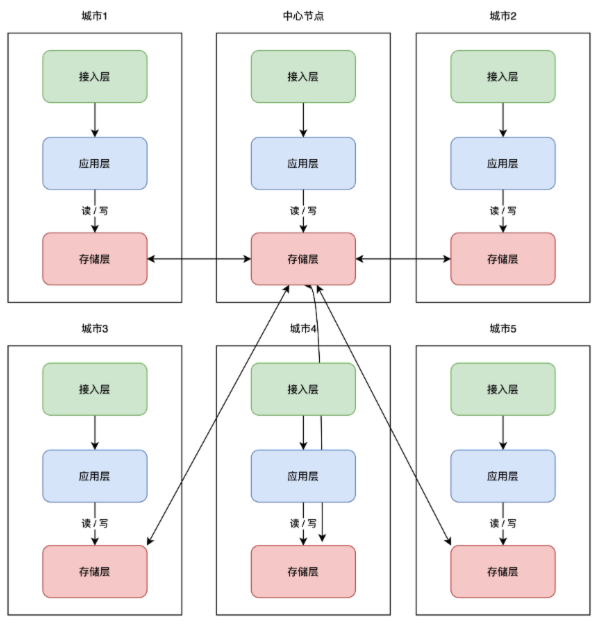 城市1
中心节点
城市2
接入层
接入层
接入层
应用层
应用层
应用层
读 / 写
读 / 写
读 / 写
存储层
存储层
存储层
城市3
城市4
城市5
接入层
接入层
接入层
应用层
应用层
应用层
读 / 写
读 / 写
读 / 写
存储层
存储层
存储层